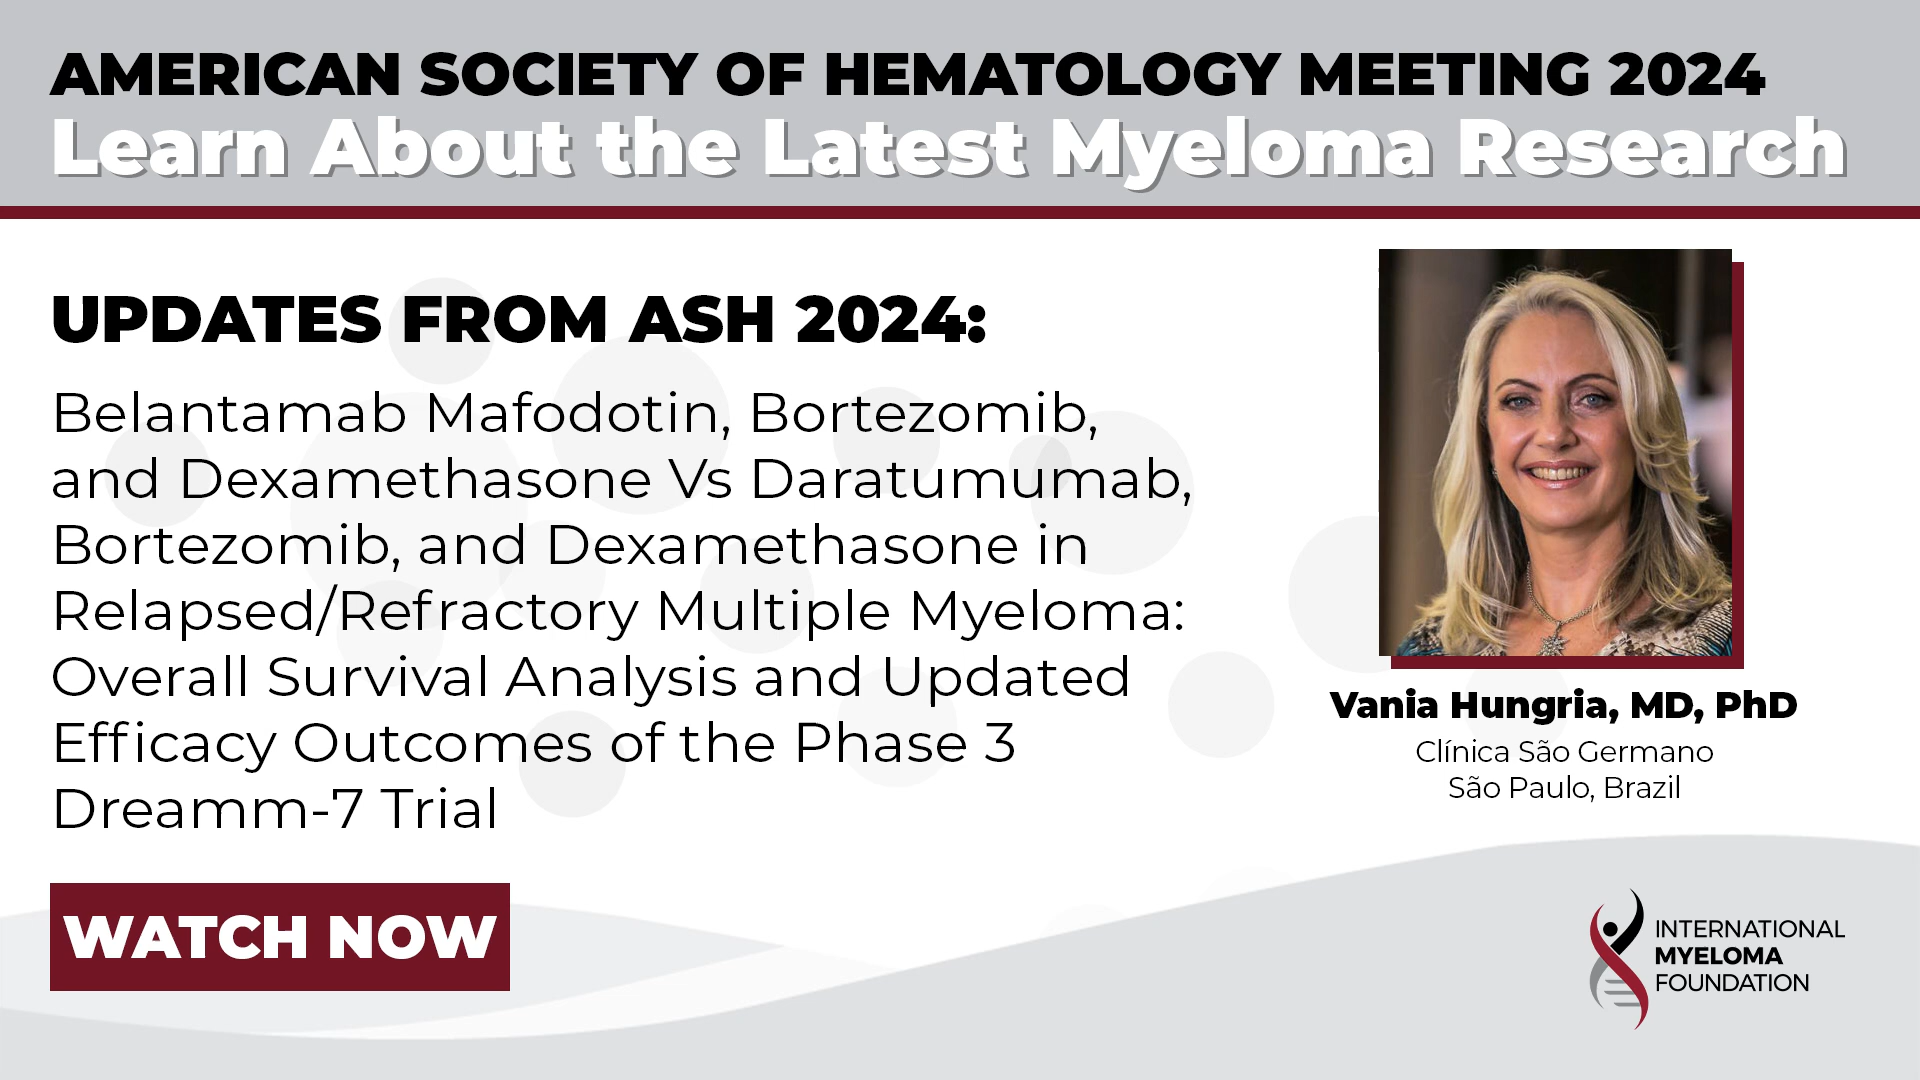 AMERICAN SOCIETY OF HEMATOLOGY MEETING 2024
Learn About the Latest Myeloma Research
UPDATES FROM ASH 2024:
Belantamab Mafodotin, Bortezomib,
and Dexamethasone Vs Daratumumab,
Bortezomib, and Dexamethasone in
Relapsed/Refractory Multiple Myeloma:
Overall Survival Analysis and Updated
Efficacy Outcomes of the Phase 3
Dreamm-7 Trial
WATCH NOW
Vania Hungria, MD, PhD
Clínica São Germano
São Paulo, Brazil
INTERNATIONAL
MYELOMA
FOUNDATION